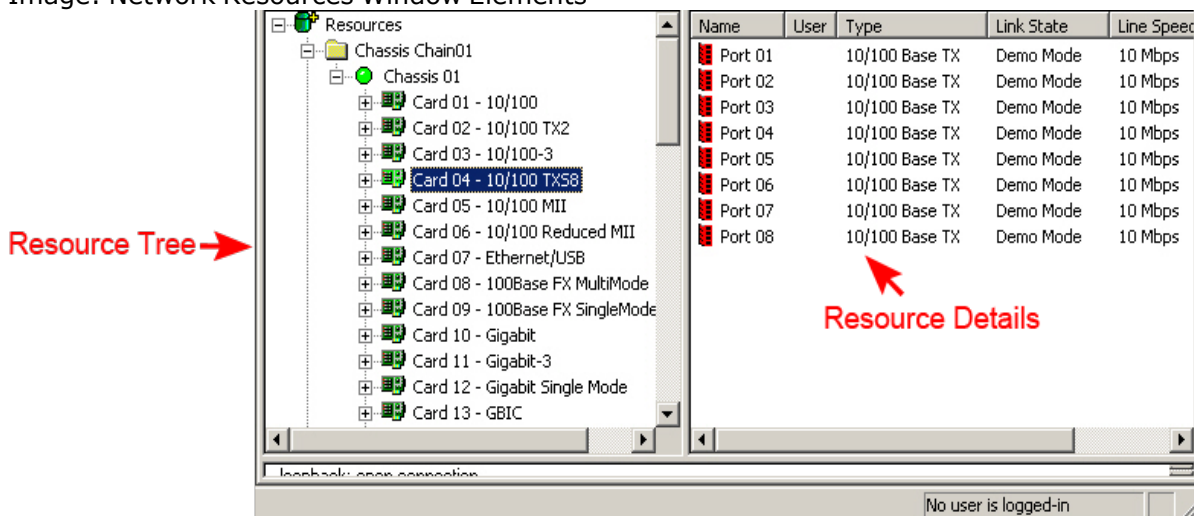 Image: Network Resources Window Elements
Resources
Chassis Chain01
Chassis 01
Card 01 - 10/100
Card 02 - 10/100 TX2
Card 03 - 10/100-3
Card 04 - 10/100 TXS8
Card 05 - 10/100 MII
Card 06 - 10/100 Reduced MII
Card 07 - Ethernet/USB
Card 08 - 100Base FX MultiMode
Card 09 - 100Base FX SingleMode
Card 10 - Gigabit
Card 11 - Gigabit-3
Card 12 - Gigabit Single Mode
Card 13 - GBIC
Resource Tree
Name User Type Link State Line Speed
Port 01 10/100 Base TX Demo Mode 10 Mbps
Port 02 10/100 Base TX Demo Mode 10 Mbps
Port 03 10/100 Base TX Demo Mode 10 Mbps
Port 04 10/100 Base TX Demo Mode 10 Mbps
Port 05 10/100 Base TX Demo Mode 10 Mbps
Port 06 10/100 Base TX Demo Mode 10 Mbps
Port 07 10/100 Base TX Demo Mode 10 Mbps
Port 08 10/100 Base TX Demo Mode 10 Mbps
Resource Details
loopback: open connection
No user is logged-in